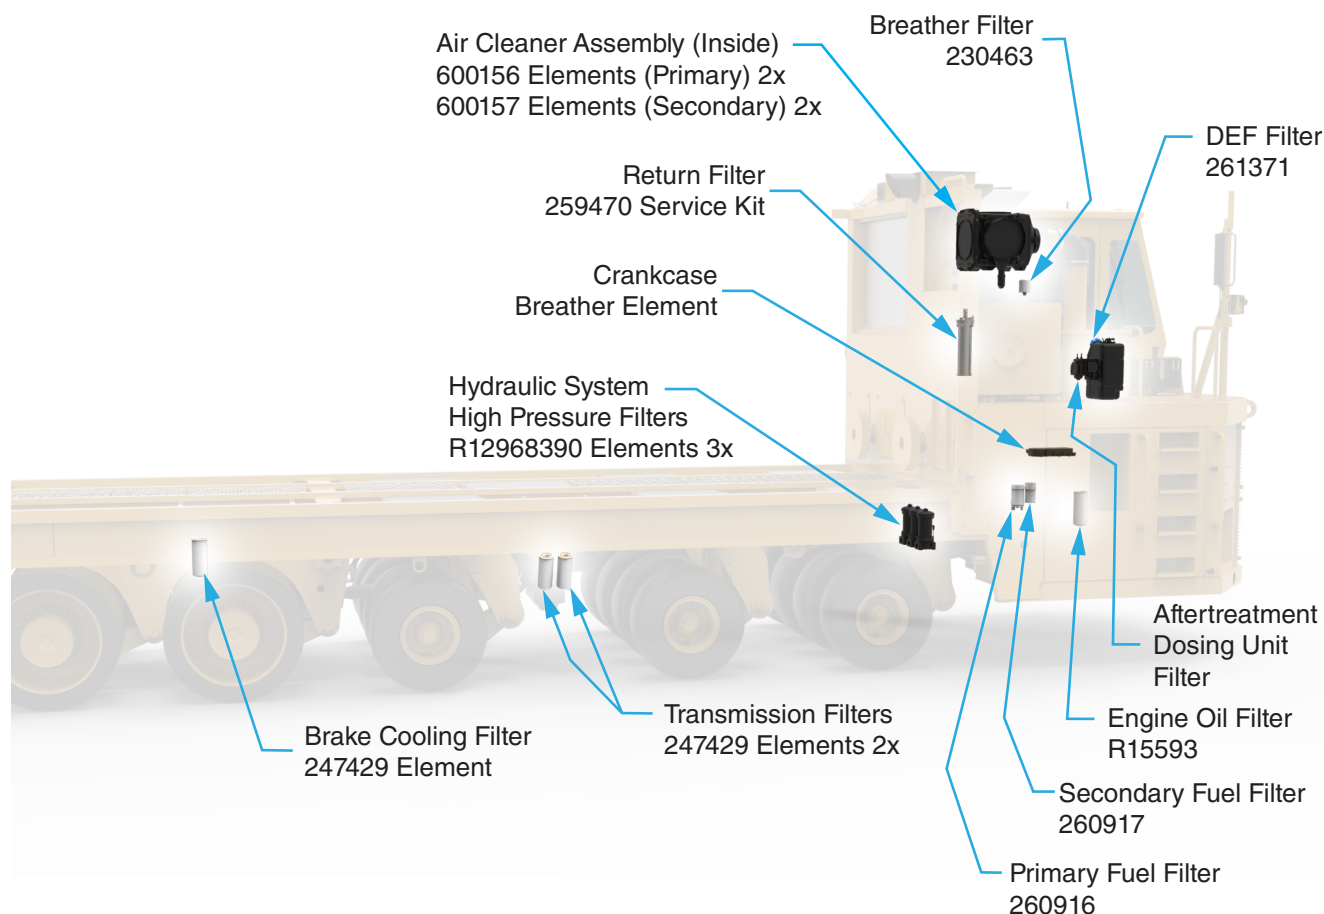 Air Cleaner Assembly (Inside)
600156 Elements (Primary) 2x
600157 Elements (Secondary) 2x
Breather Filter
230463
DEF Filter
261371
Return Filter
259470 Service Kit
Crankcase
Breather Element
Hydraulic System
High Pressure Filters
R12968390 Elements 3x
Aftertreatment
Dosing Unit
Filter
Brake Cooling Filter
247429 Element
Transmission Filters
247429 Elements 2x
Engine Oil Filter
R15593
Secondary Fuel Filter
260917
Primary Fuel Filter
260916